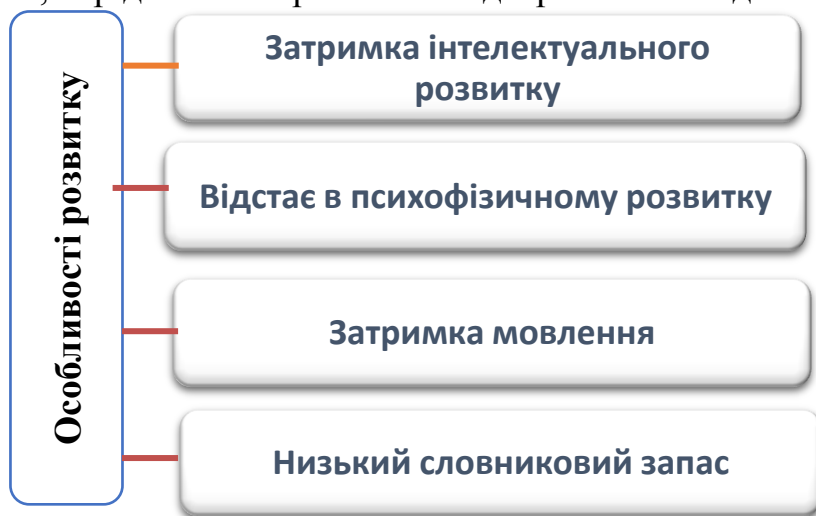 Особливості розвитку
Затримка інтелектуального
розвитку
Відстає в психофізичному розвитку
Затримка мовлення
Низький словниковий запас